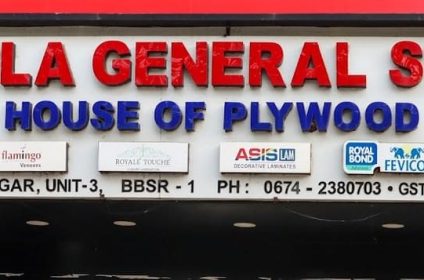 LA GENERAL S
HOUSE OF PLYWOOD
flamingo
Veneers
ROYALE TOUCHE
ASIS LAM
DECORATIVE LAMINATES
ROYAL
BOND
FEVICO
GAR, UNIT-3, BBSR - 1 PH : 0674 - 2380703 • GST